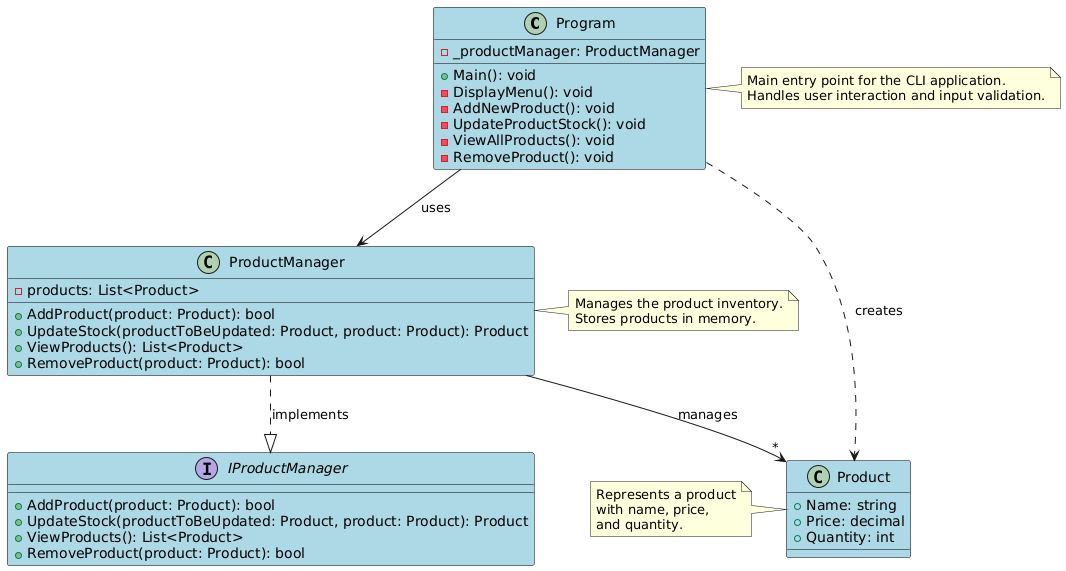 C Program
_productManager: ProductManager
Main(): void
DisplayMenu(): void
AddNewProduct(): void
UpdateProductStock(): void
ViewAllProducts(): void
RemoveProduct(): void
Main entry point for the CLI application.
Handles user interaction and input validation.
uses
creates
C ProductManager
products: List<Product>
AddProduct(product: Product): bool
UpdateStock(productToBeUpdated: Product, product: Product): Product
ViewProducts(): List<Product>
RemoveProduct(product: Product): bool
Manages the product inventory.
Stores products in memory.
implements
manages
*
I IProductManager
AddProduct(product: Product): bool
UpdateStock(productToBeUpdated: Product, product: Product): Product
ViewProducts(): List<Product>
RemoveProduct(product: Product): bool
Represents a product
with name, price,
and quantity.
C Product
Name: string
Price: decimal
Quantity: int